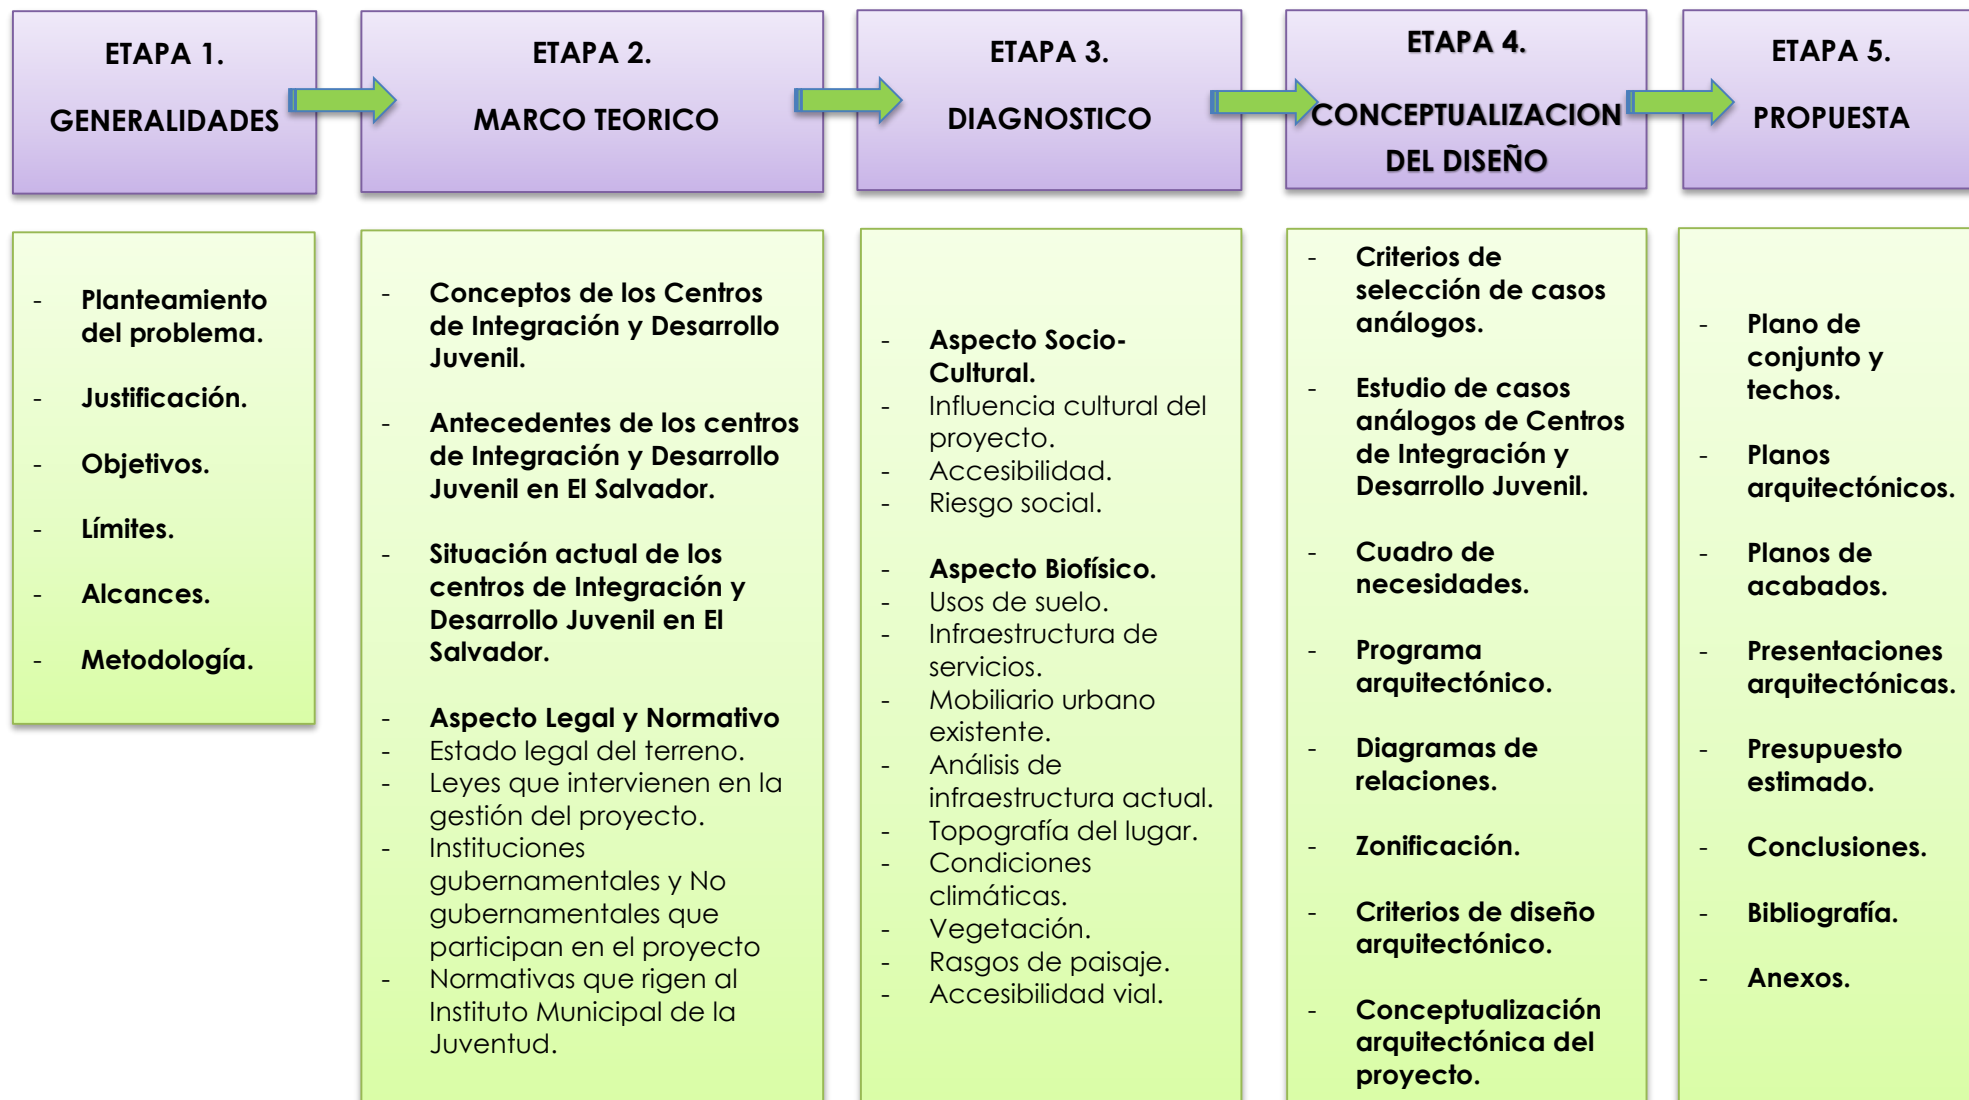 ETAPA 1.
GENERALIDADES
ETAPA 2.
MARCO TEORICO
ETAPA 3.
DIAGNOSTICO
ETAPA 4.
CONCEPTUALIZACION
DEL DISEÑO
ETAPA 5.
PROPUESTA
- Planteamiento
del problema.
- Justificación.
- Objetivos.
- Límites.
- Alcances.
- Metodología.
- Conceptos de los Centros
de Integración y Desarrollo
Juvenil.
- Antecedentes de los centros
de Integración y Desarrollo
Juvenil en El Salvador.
- Situación actual de los
centros de Integración y
Desarrollo Juvenil en El
Salvador.
- Aspecto Legal y Normativo
- Estado legal del terreno.
- Leyes que intervienen en la
gestión del proyecto.
- Instituciones
gubernamentales y No
gubernamentales que
participan en el proyecto
- Normativas que rigen al
Instituto Municipal de la
Juventud.
- Aspecto Socio-
Cultural.
- Influencia cultural del
proyecto.
- Accesibilidad.
- Riesgo social.
- Aspecto Biofísico.
- Usos de suelo.
- Infraestructura de
servicios.
- Mobiliario urbano
existente.
- Análisis de
infraestructura actual.
- Topografía del lugar.
- Condiciones
climáticas.
- Vegetación.
- Rasgos de paisaje.
- Accesibilidad vial.
- Criterios de
selección de casos
análogos.
- Estudio de casos
análogos de Centros
de Integración y
Desarrollo Juvenil.
- Cuadro de
necesidades.
- Programa
arquitectónico.
- Diagramas de
relaciones.
- Zonificación.
- Criterios de diseño
arquitectónico.
- Conceptualización
arquitectónica del
proyecto.
- Plano de
conjunto y
techos.
- Planos
arquitectónicos.
- Planos de
acabados.
- Presentaciones
arquitectónicas.
- Presupuesto
estimado.
- Conclusiones.
- Bibliografía.
- Anexos.